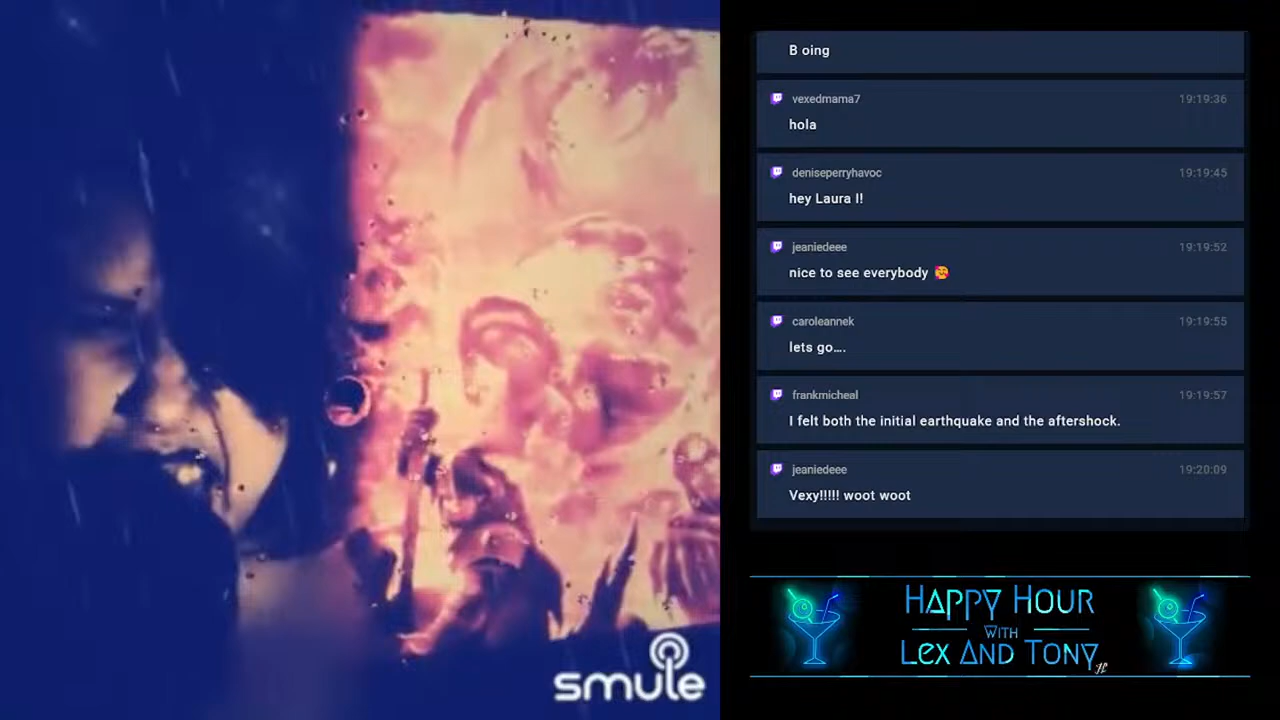 B oing
vexedmama7 19:19:36
hola
deniseperryhavoc 19:19:45
hey Laura I!
jeaniedeee 19:19:52
nice to see everybody 🥰
caroleannek 19:19:55
lets go....
frankmicheal 19:19:57
I felt both the initial earthquake and the aftershock.
jeaniedeee 19:20:09
Vexy!!!!! woot woot
HAPPY HOUR
WITH
LEX AND TONY
smule